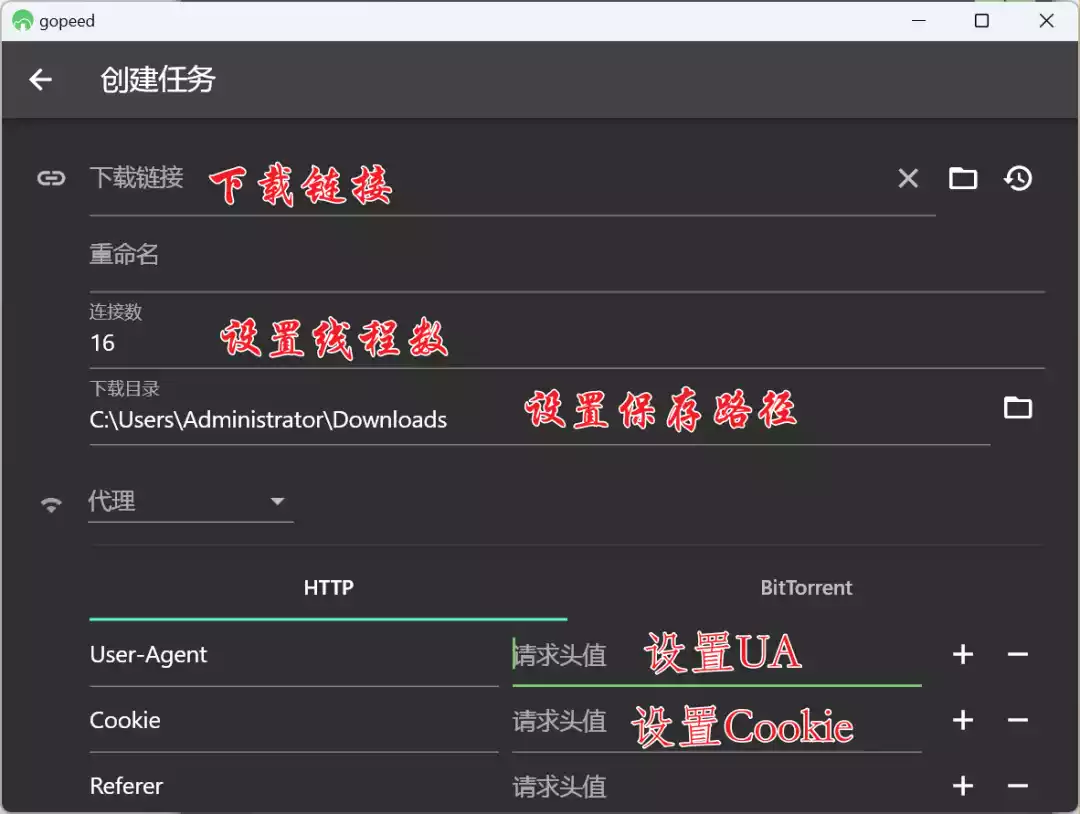 gopeed
创建任务
下载链接 下载链接
重命名
连接数
16 设置线程数
下载目录
C:\Users\Administrator\Downloads 设置保存路径
代理
HTTP BitTorrent
User-Agent 请求头值 设置UA
Cookie 请求头值 设置Cookie
Referer 请求头值